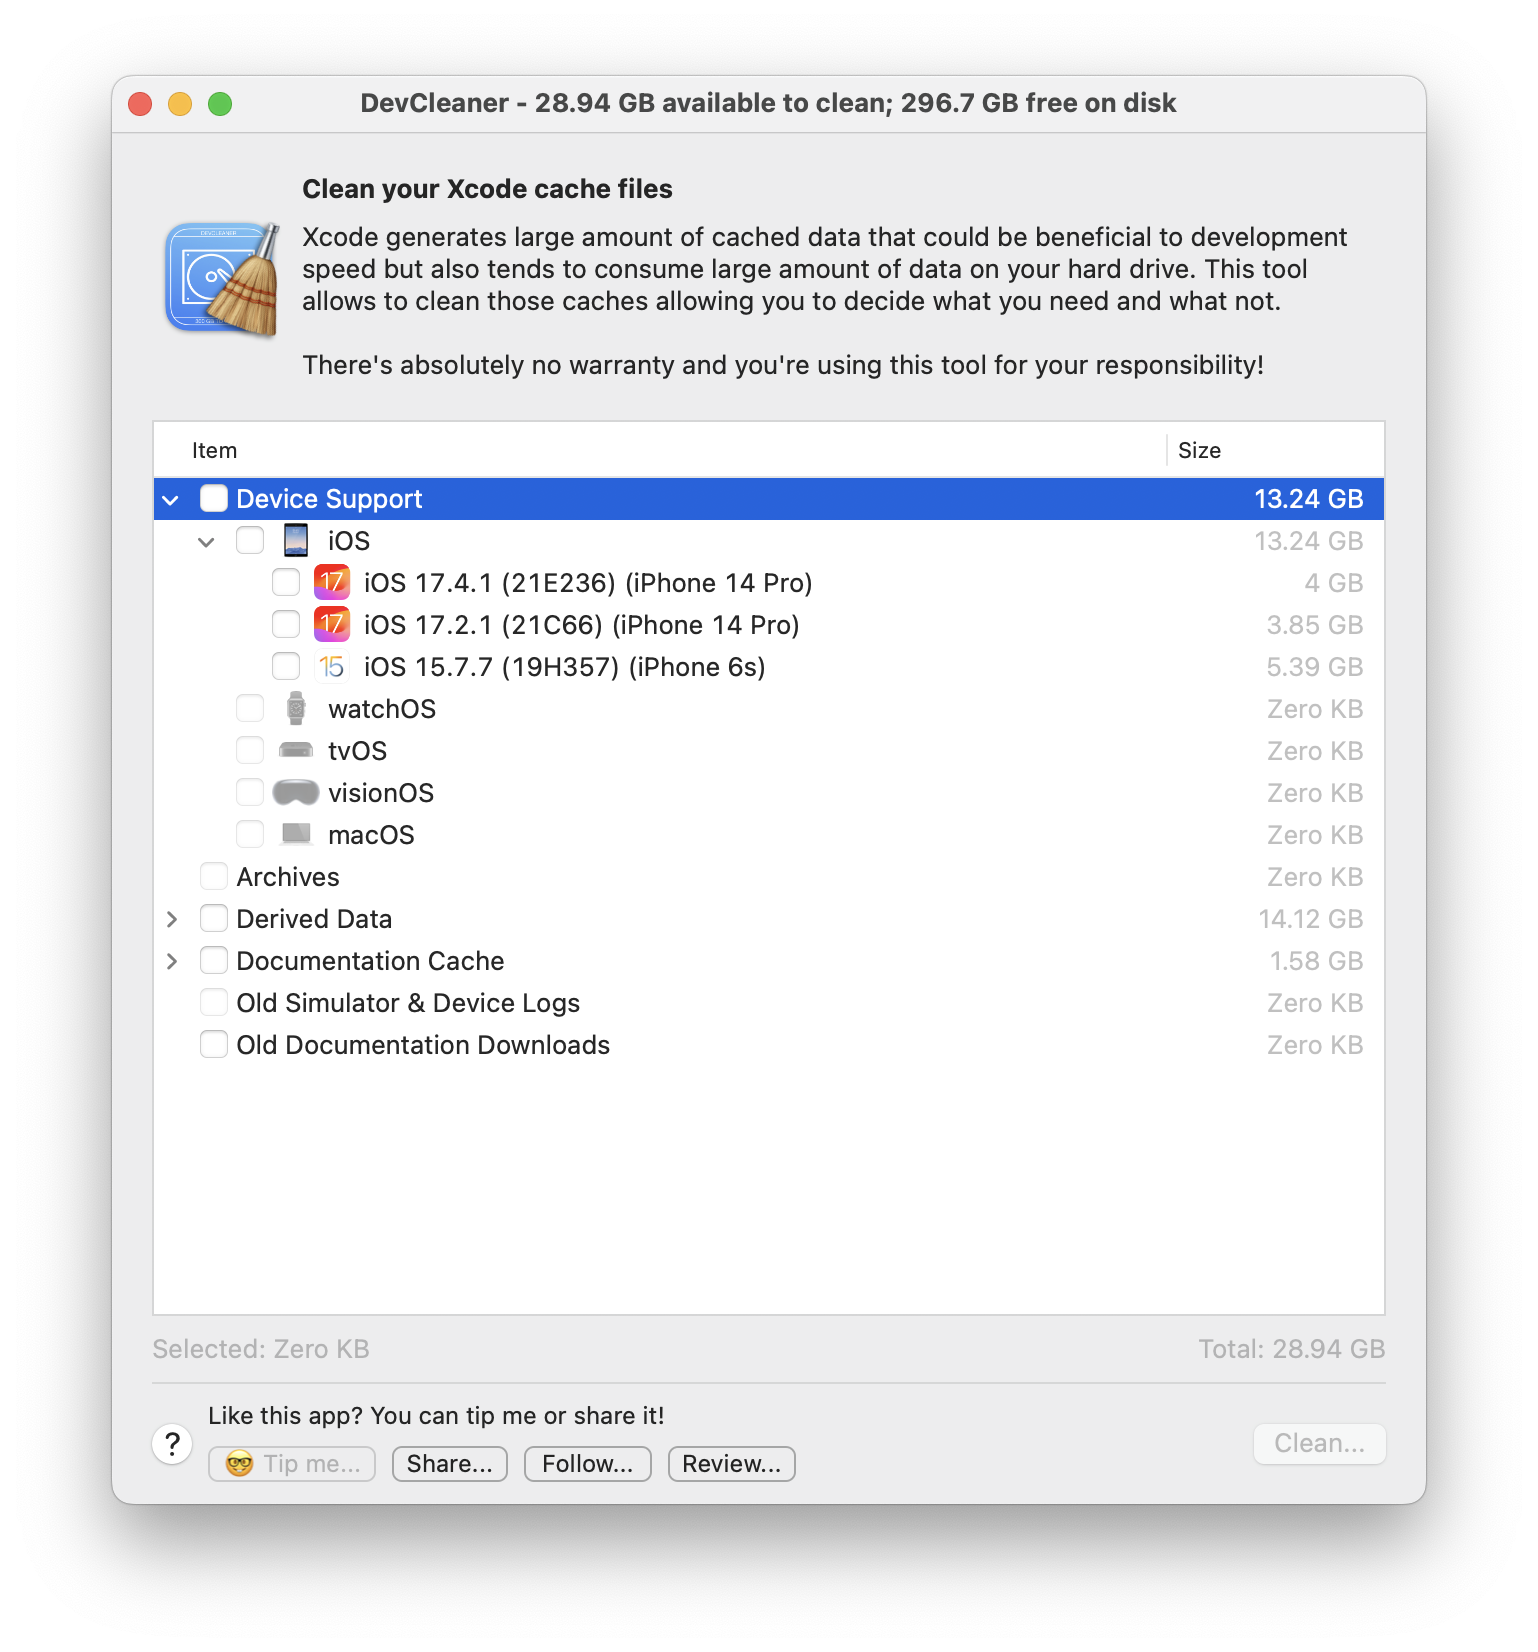 DevCleaner - 28.94 GB available to clean; 296.7 GB free on disk
Clean your Xcode cache files
DEVCLEANER
Xcode generates large amount of cached data that could be beneficial to development
speed but also tends to consume large amount of data on your hard drive. This tool
allows to clean those caches allowing you to decide what you need and what not.
There's absolutely no warranty and you're using this tool for your responsibility!
Item Size
Device Support 13.24 GB
iOS 13.24 GB
17 iOS 17.4.1 (21E236) (iPhone 14 Pro) 4 GB
17 iOS 17.2.1 (21C66) (iPhone 14 Pro) 3.85 GB
15 iOS 15.7.7 (19H357) (iPhone 6s) 5.39 GB
watchOS Zero KB
tvOS Zero KB
visionOS Zero KB
macOS Zero KB
Archives Zero KB
Derived Data 14.12 GB
Documentation Cache 1.58 GB
Old Simulator & Device Logs Zero KB
Old Documentation Downloads Zero KB
Selected: Zero KB Total: 28.94 GB
Like this app? You can tip me or share it!
? 🤓 Tip me... Share... Follow... Review... Clean...